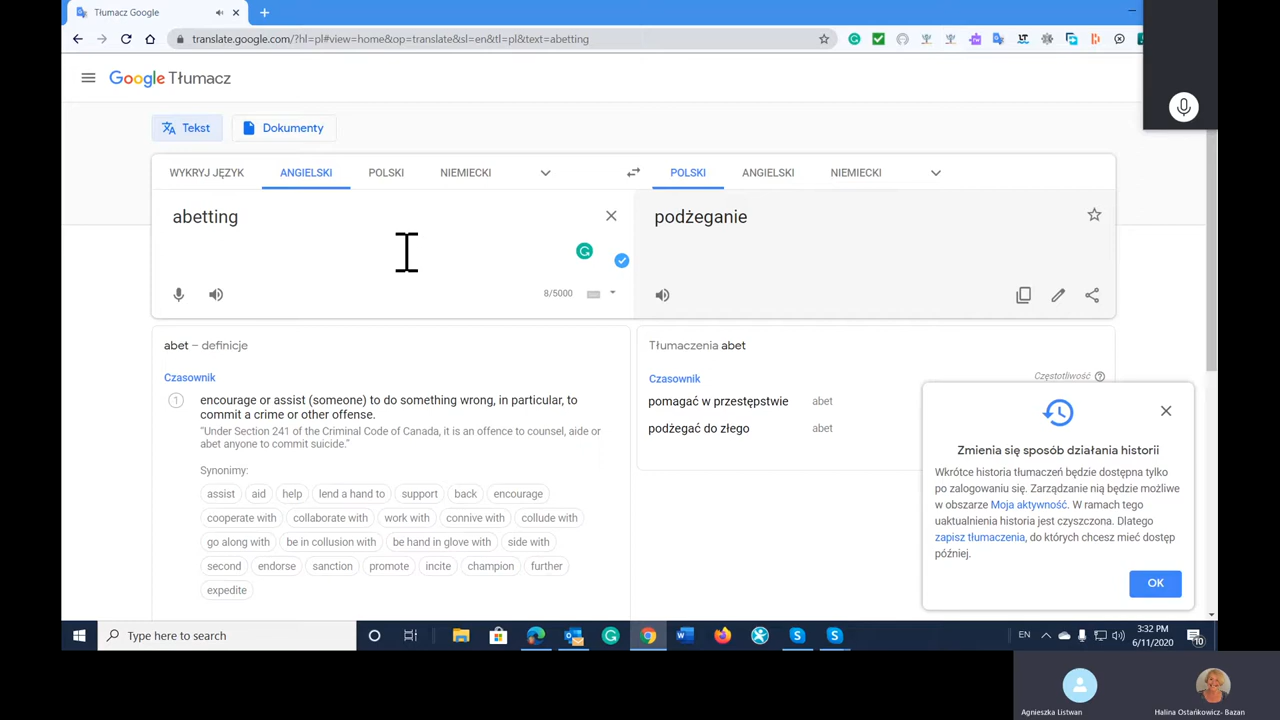 Tłumacz Google
translate.google.com/?hl=pl#view=home&op=translate&sl=en&tl=pl&text=abetting
Google Tłumacz
Tekst
Dokumenty
WYKRYJ JĘZYK ANGIELSKI POLSKI NIEMIECKI
POLSKI ANGIELSKI NIEMIECKI
abetting
podżeganie
8/5000
abet – definicje
Czasownik
1 encourage or assist (someone) to do something wrong, in particular, to
commit a crime or other offense.
"Under Section 241 of the Criminal Code of Canada, it is an offence to counsel, aide or
abet anyone to commit suicide."
Synonimy:
assist aid help lend a hand to support back encourage
cooperate with collaborate with work with connive with collude with
go along with be in collusion with be hand in glove with side with
second endorse sanction promote incite champion further
expedite
Tłumaczenia abet
Częstotliwość
Czasownik
pomagać w przestępstwie abet
podżegać do złego abet
Zmienia się sposób działania historii
Wkrótce historia tłumaczeń będzie dostępna tylko
po zalogowaniu się. Zarządzanie nią będzie możliwe
w obszarze Moja aktywność. W ramach tego
uaktualnienia historia jest czyszczona. Dlatego
zapisz tłumaczenia, do których chcesz mieć dostęp
później.
OK
Type here to search
EN
3:32 PM
6/11/2020
10
Agnieszka Listwan
Halina Ostańkowicz- Bazan